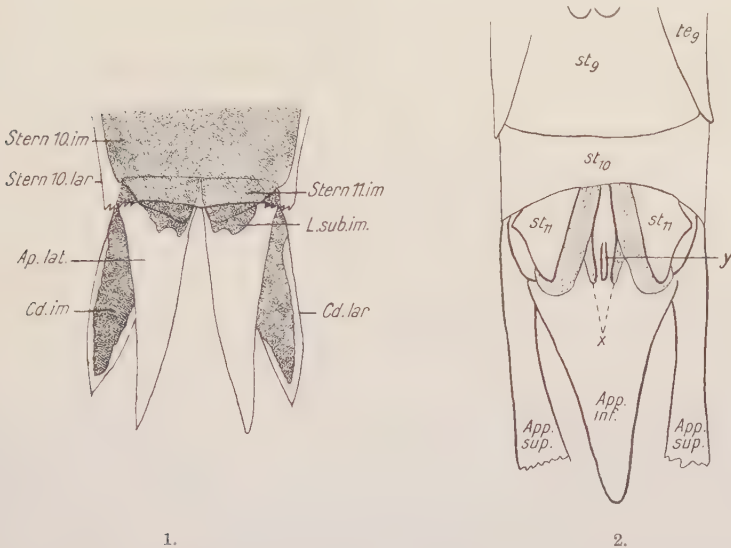 Stern 10.im
Stern 10.lar
Ap. lat.
Cd. im
Stern 11.im
L.sub.im.
Cd. lar
1.
te9
st9
st10
st11
st11
y
x
App.
inf.
App.
sup.
App.
sup.
2.